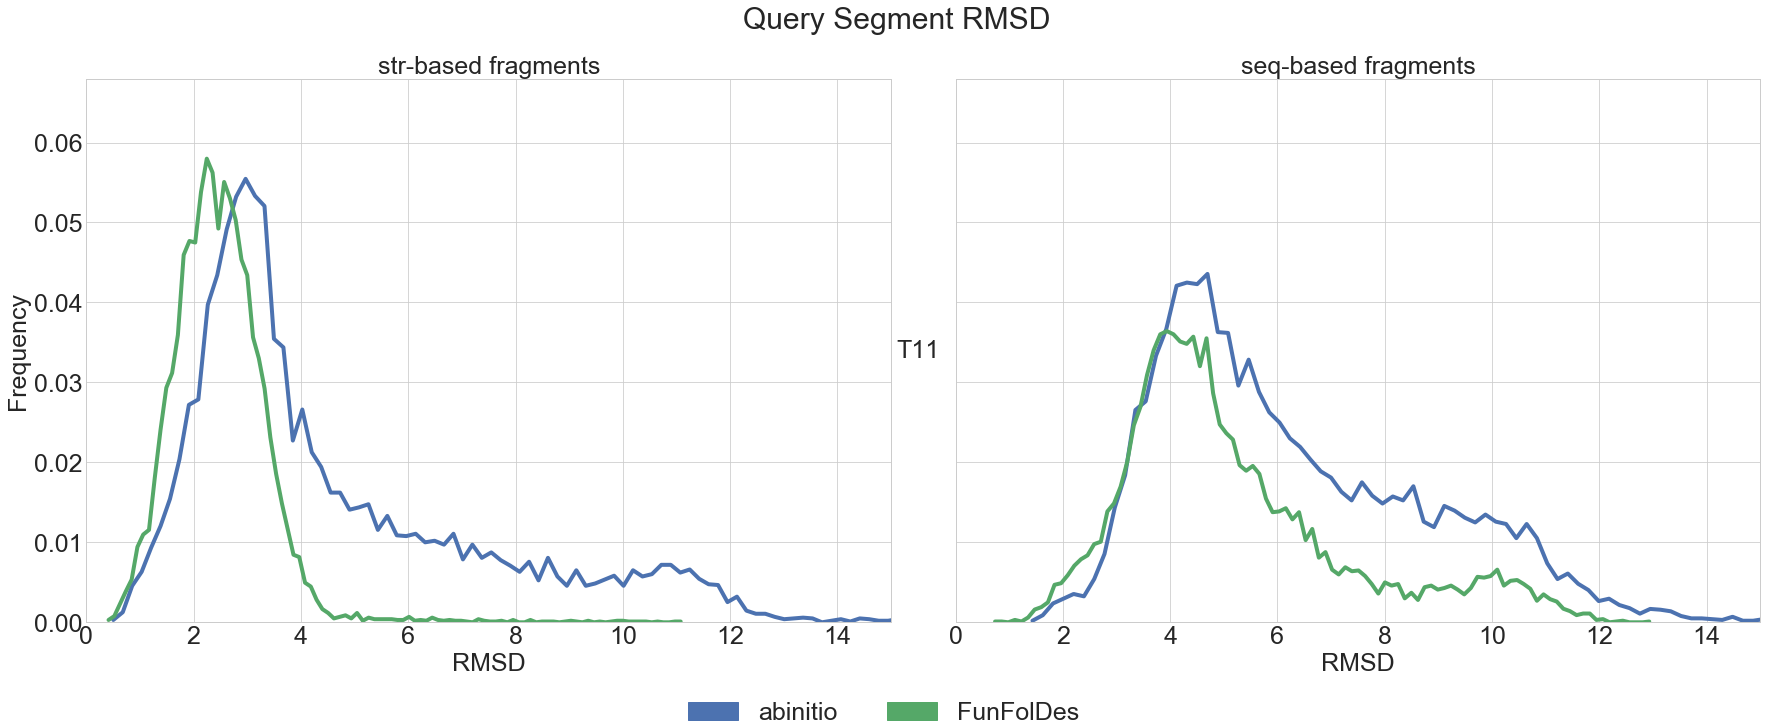 Query Segment RMSD
str-based fragments
seq-based fragments
0.06
0.05
0.04
0.03
0.02
0.01
0.00
Frequency
T11
0 2 4 6 8 10 12 14
0 2 4 6 8 10 12 14
RMSD
RMSD
abinitio
FunFolDes